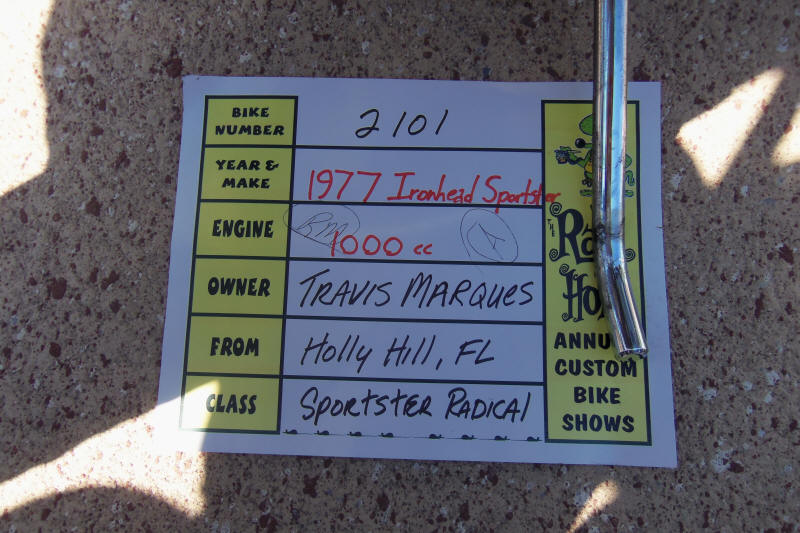 BIKE NUMBER 2101
YEAR & MAKE 1977 Ironhead Sportster
ENGINE 1000 cc
OWNER TRAVIS MARQUES
FROM Holly Hill, FL
CLASS SPORTSTER RADICAL
THE
ANNU
CUSTOM
BIKE
SHOWS